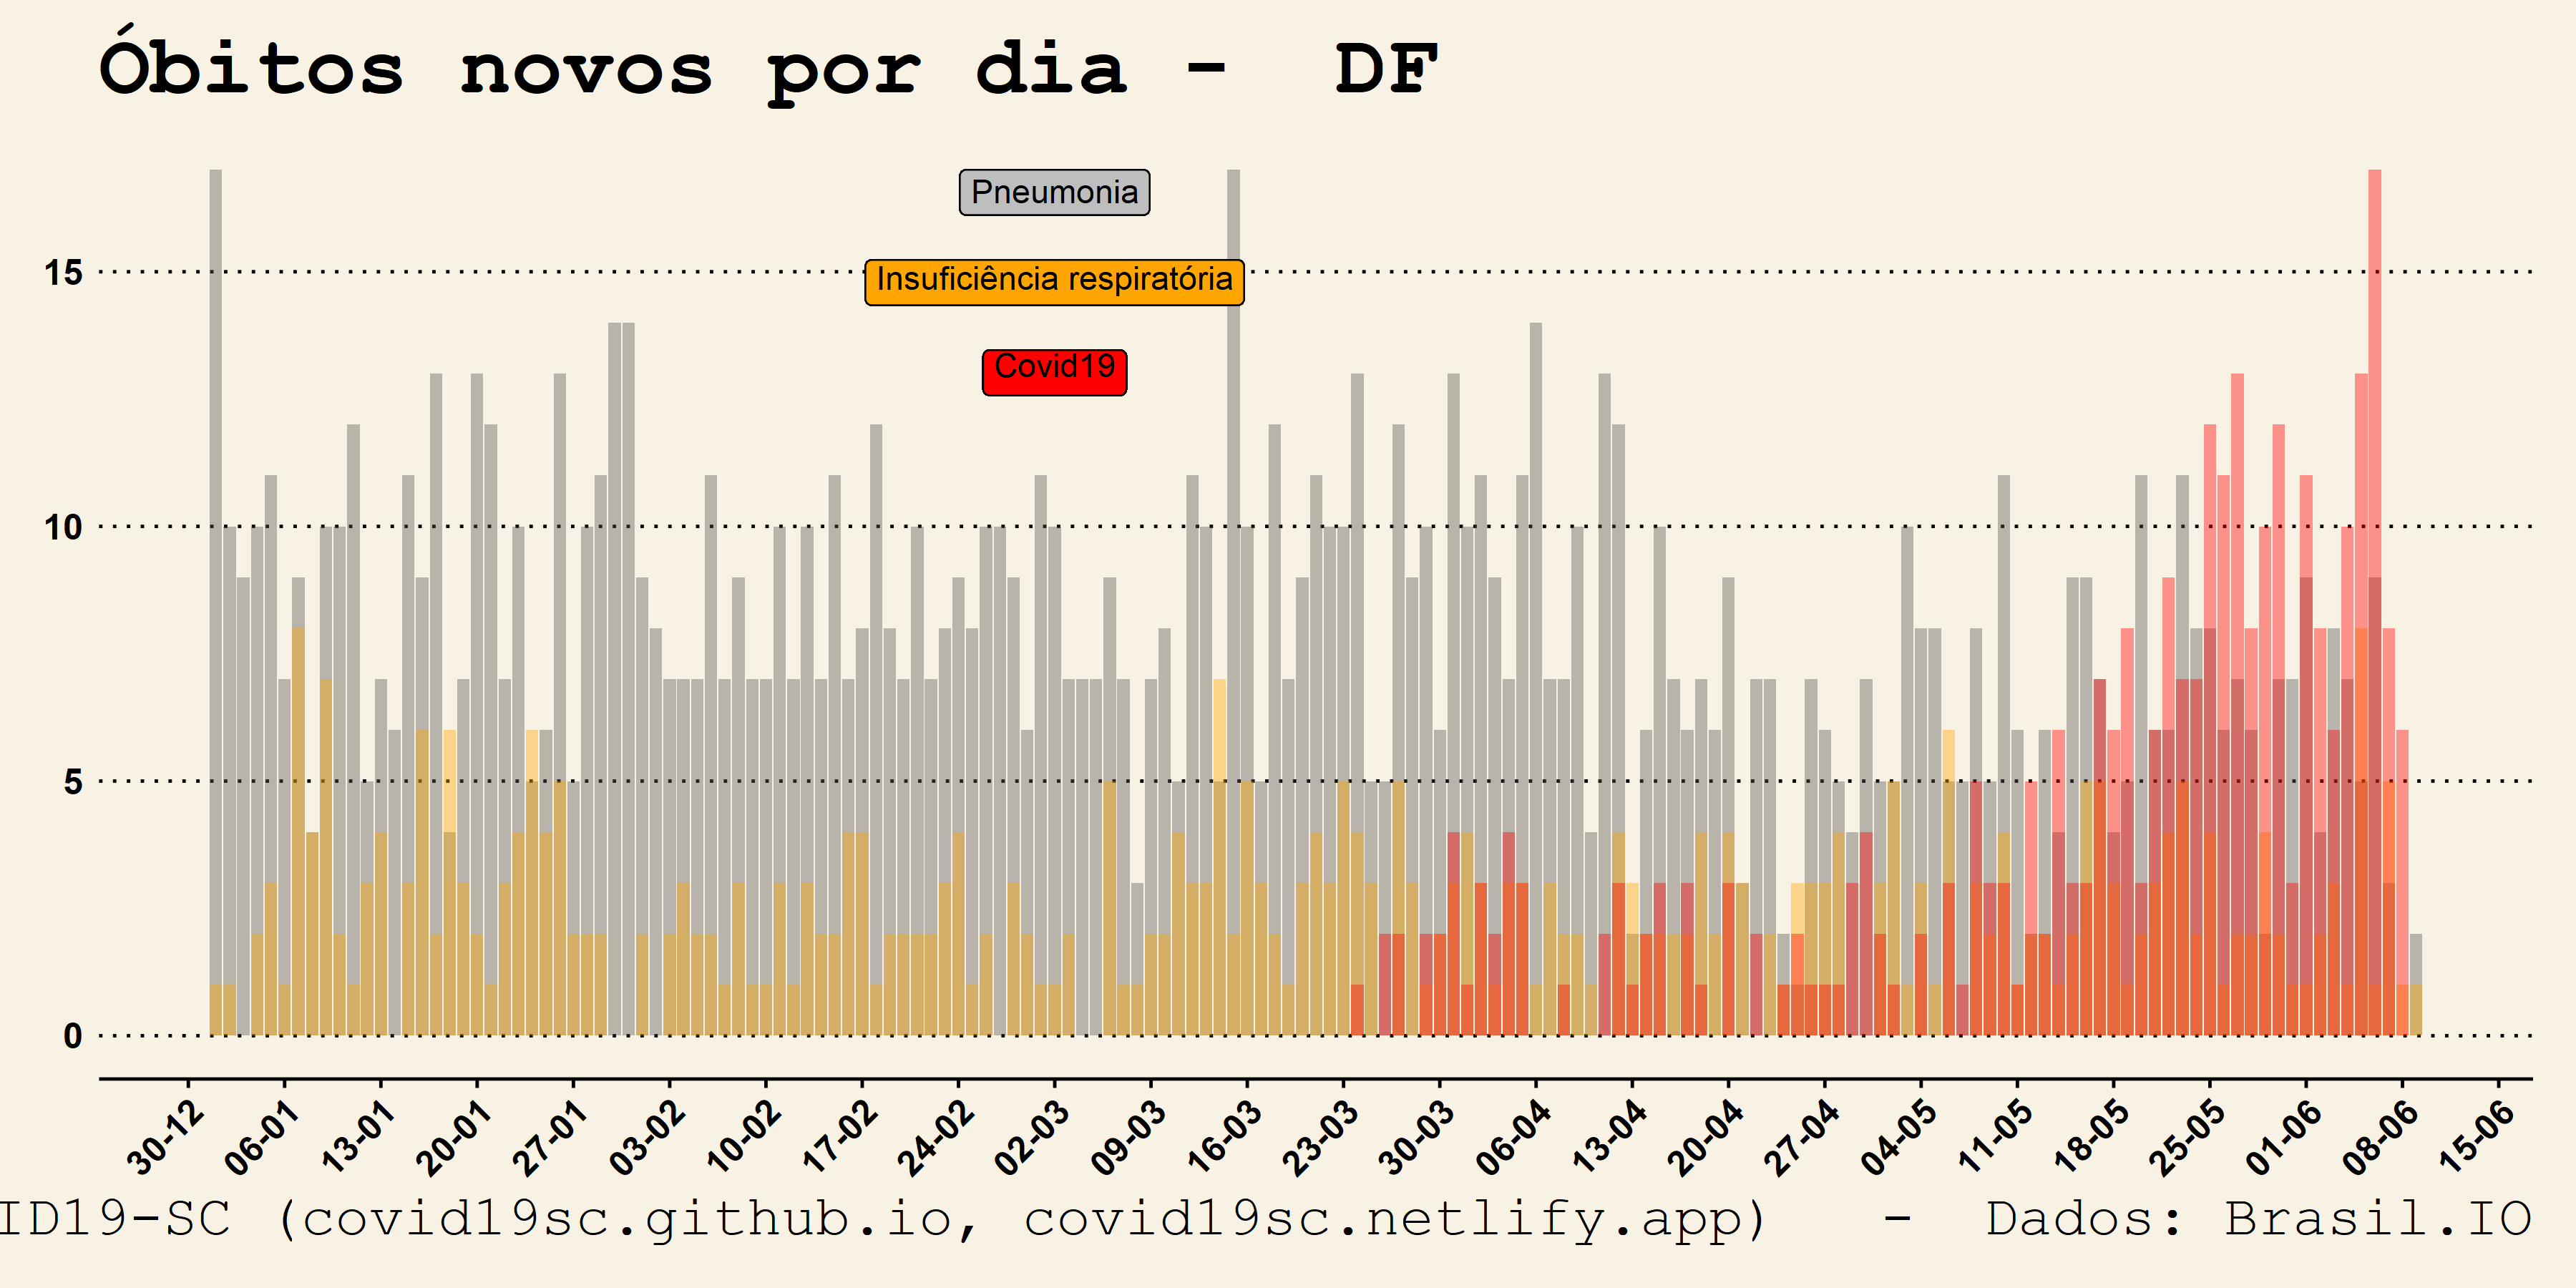 Óbitos novos por dia - DF
Pneumonia
15
Insuficiência respiratória
Covid19
10
5
0
30-12 06-01 13-01 20-01 27-01 03-02 10-02 17-02 24-02 02-03 09-03 16-03 23-03 30-03 06-04 13-04 20-04 27-04 04-05 11-05 18-05 25-05 01-06 08-06 15-06
ID19-SC (covid19sc.github.io, covid19sc.netlify.app) - Dados: Brasil.IO